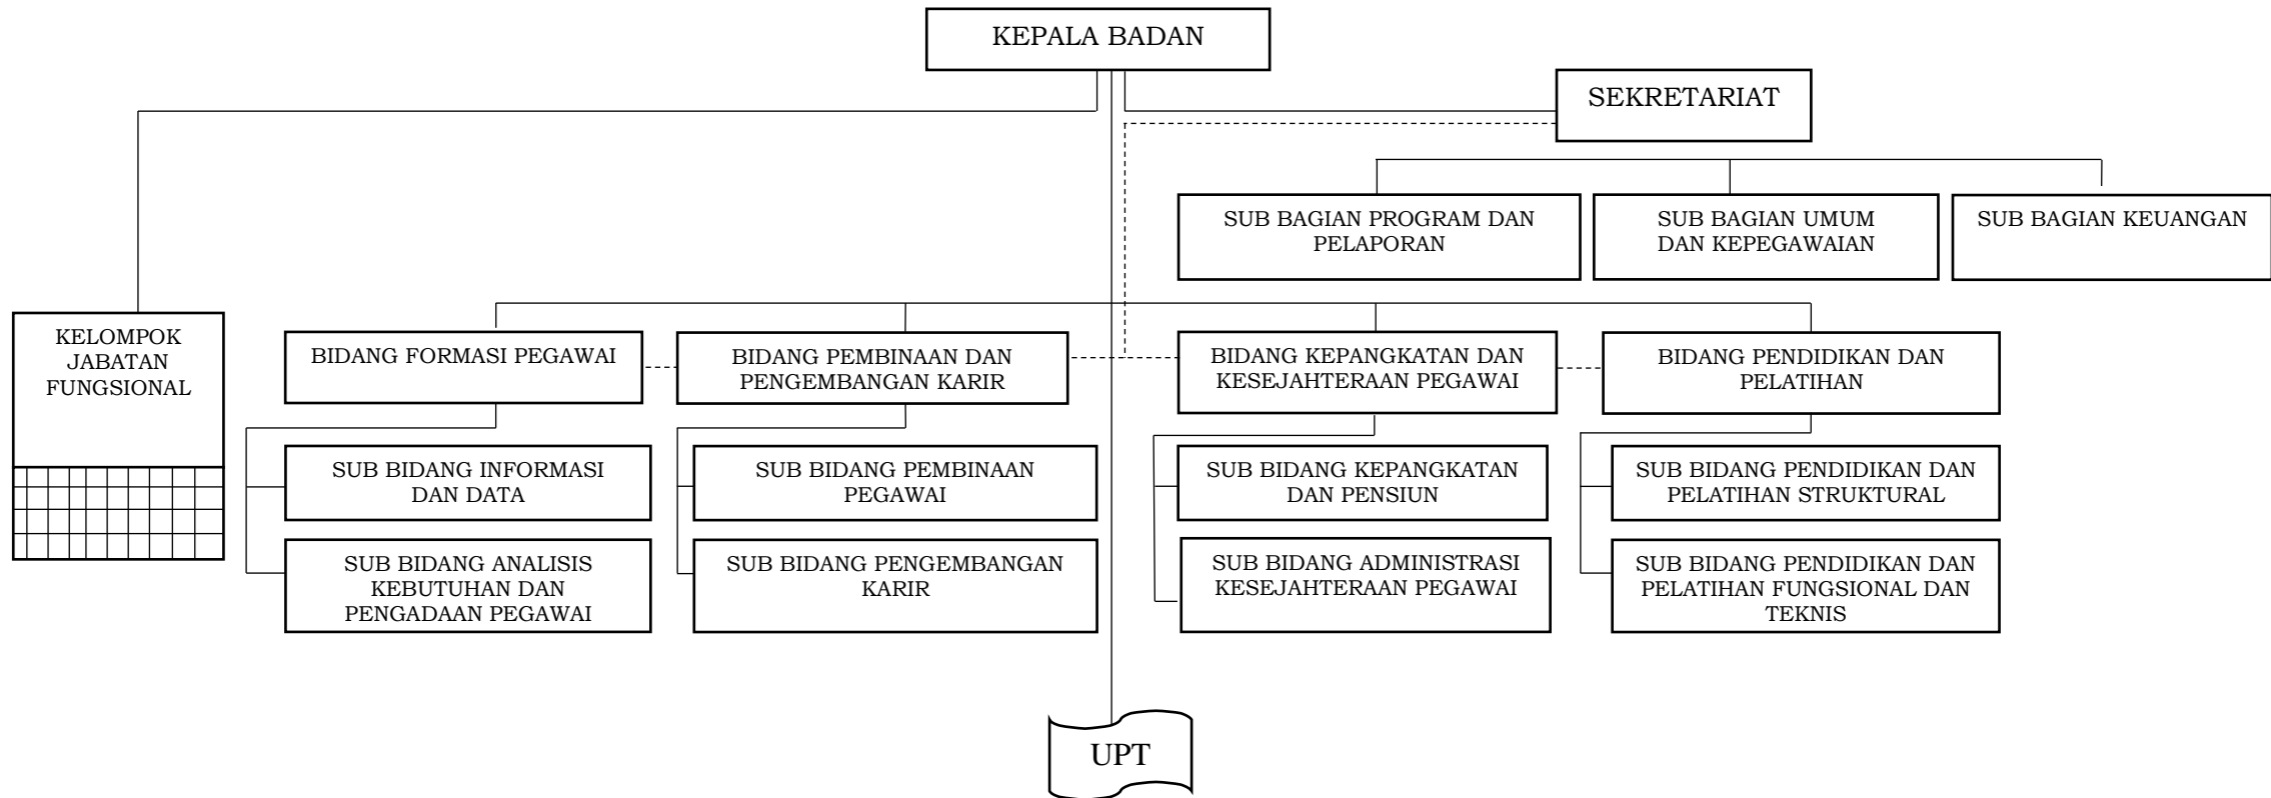 KEPALA BADAN
SEKRETARIAT
SUB BAGIAN PROGRAM DAN
PELAPORAN
SUB BAGIAN UMUM
DAN KEPEGAWAIAN
SUB BAGIAN KEUANGAN
KELOMPOK
JABATAN
FUNGSIONAL
BIDANG FORMASI PEGAWAI
BIDANG PEMBINAAN DAN
PENGEMBANGAN KARIR
BIDANG KEPANGKATAN DAN
KESEJAHTERAAN PEGAWAI
BIDANG PENDIDIKAN DAN
PELATIHAN
SUB BIDANG INFORMASI
DAN DATA
SUB BIDANG PEMBINAAN
PEGAWAI
SUB BIDANG KEPANGKATAN
DAN PENSIUN
SUB BIDANG PENDIDIKAN DAN
PELATIHAN STRUKTURAL
SUB BIDANG ANALISIS
KEBUTUHAN DAN
PENGADAAN PEGAWAI
SUB BIDANG PENGEMBANGAN
KARIR
SUB BIDANG ADMINISTRASI
KESEJAHTERAAN PEGAWAI
SUB BIDANG PENDIDIKAN DAN
PELATIHAN FUNGSIONAL DAN
TEKNIS
UPT